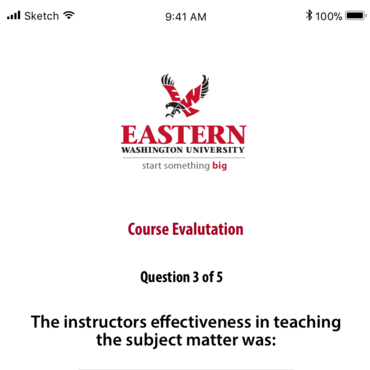 Sketch 9:41 AM 100%
EASTERN
WASHINGTON UNIVERSITY
start something big
Course Evalutation
Question 3 of 5
The instructors effectiveness in teaching
the subject matter was: